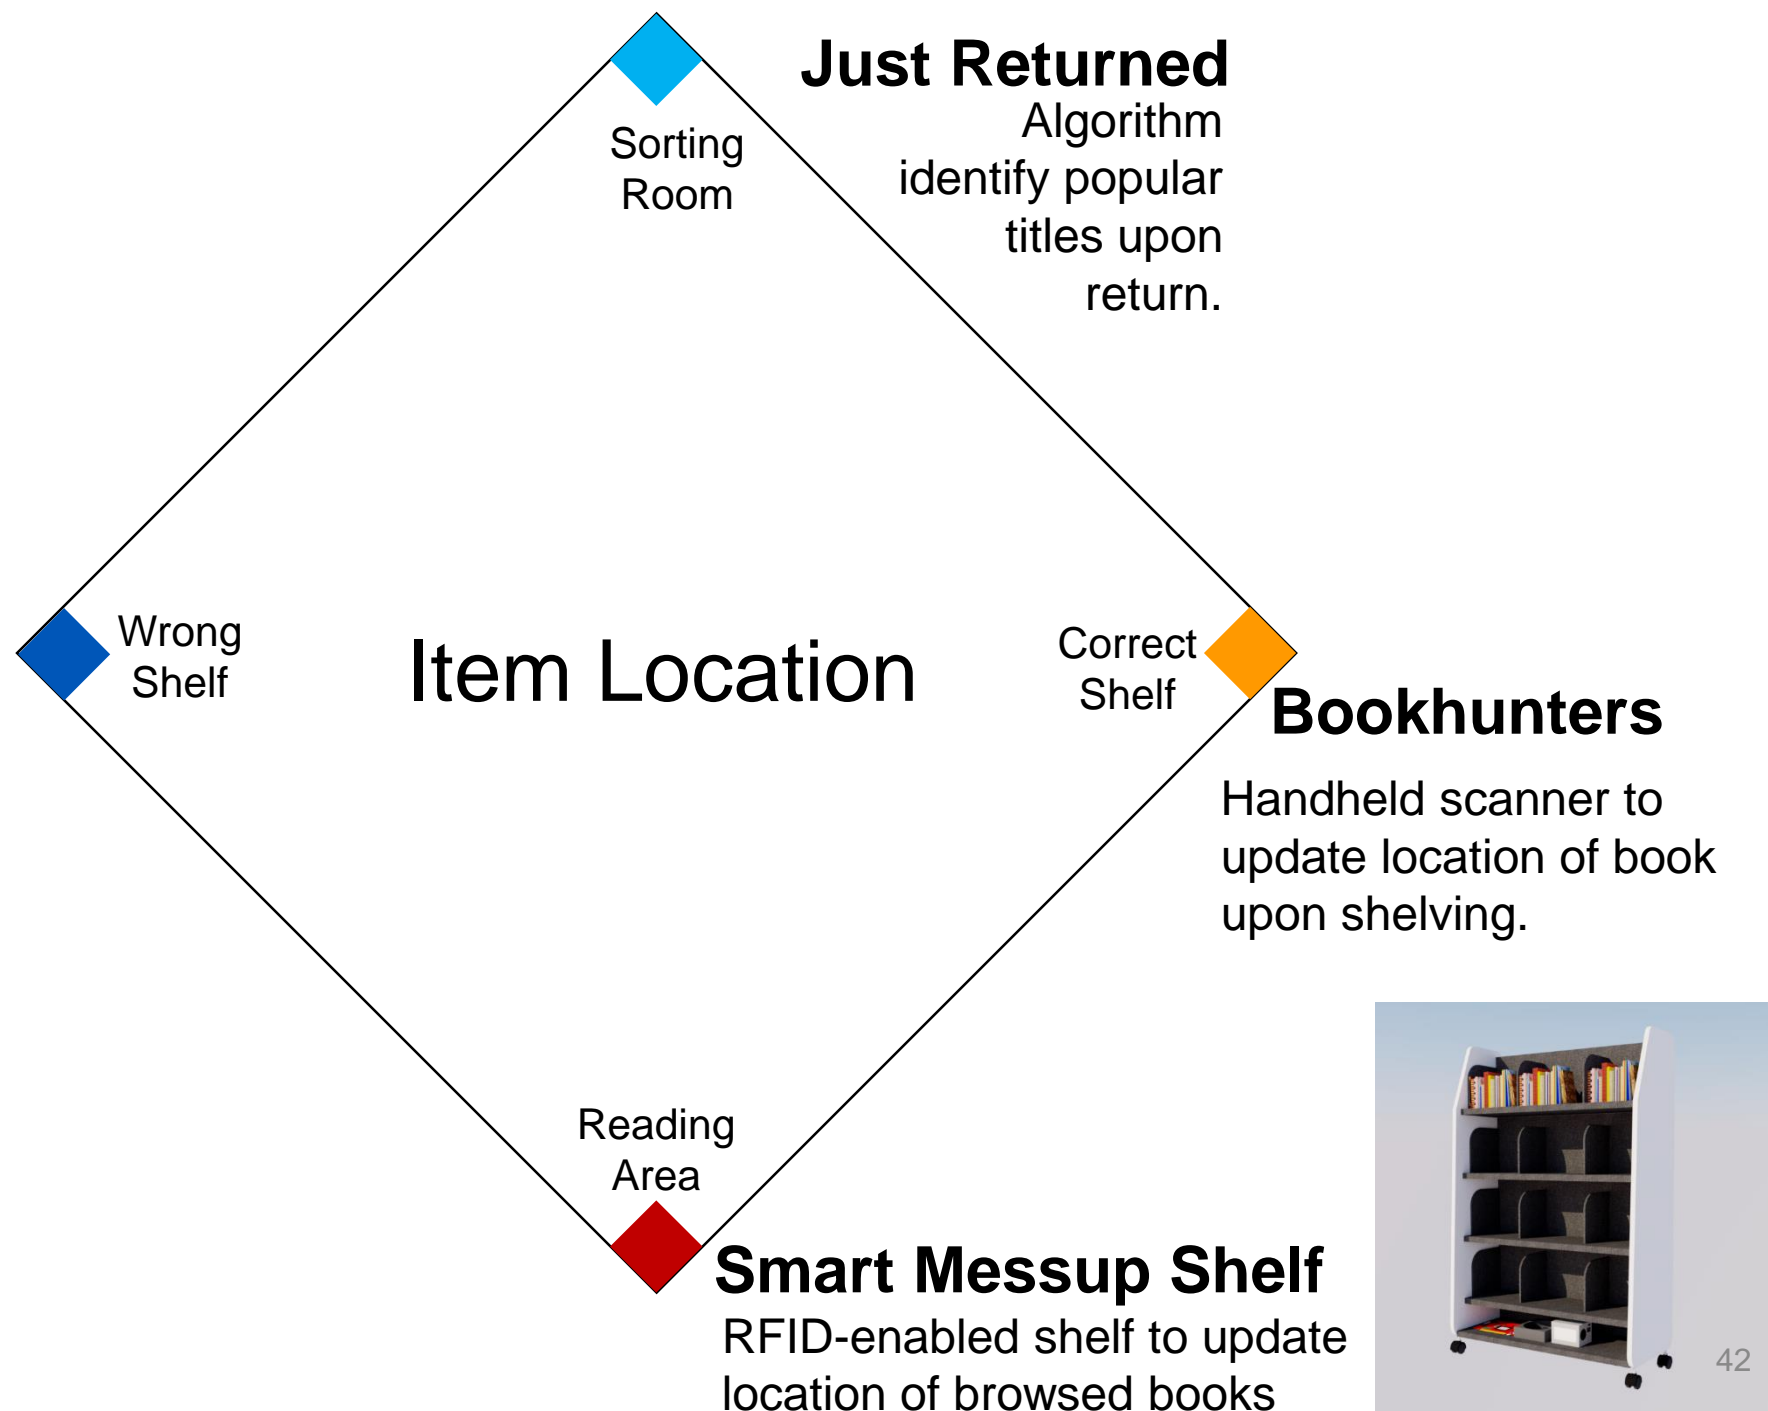 Just Returned
Algorithm
identify popular
titles upon
return.
Sorting
Room
Wrong
Shelf
Item Location
Correct
Shelf
Bookhunters
Handheld scanner to
update location of book
upon shelving.
Reading
Area
Smart Messup Shelf
RFID-enabled shelf to update
location of browsed books
42